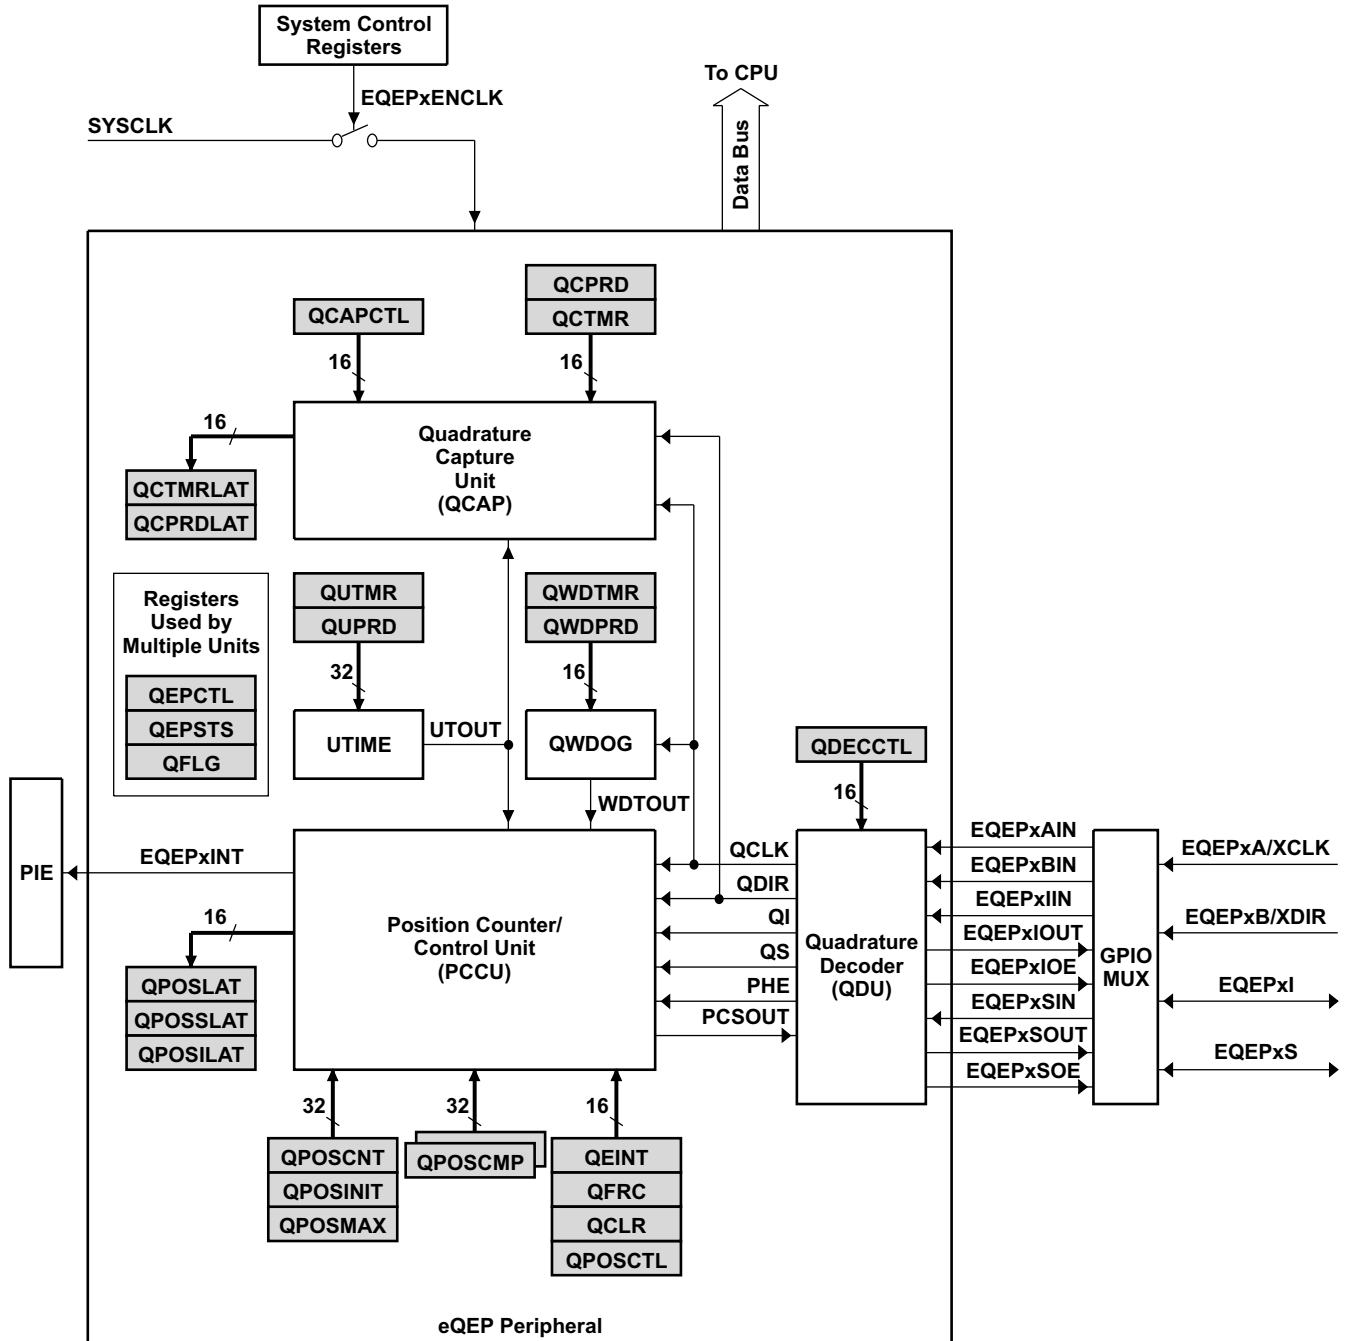 System Control
Registers
To CPU
EQEPxENCLK
SYSCLK
Data Bus
QCPRD
QCAPCTL
QCTMR
16
16
16
Quadrature
Capture
Unit
(QCAP)
QCTMRLAT
QCPRDLAT
Registers
Used by
Multiple Units
QEPCTL
QEPSTS
QFLG
QUTMR
QUPRD
QWDTMR
QWDPRD
32
16
UTIME
UTOUT
QWDOG
QDECCTL
WDTOUT
16
PIE
EQEPxINT
16
Position Counter/
Control Unit
(PCCU)
QCLK
QDIR
QI
QS
PHE
PCSOUT
Quadrature
Decoder
(QDU)
EQEPxAIN
EQEPxBIN
EQEPxIIN
EQEPxIOUT
EQEPxIOE
EQEPxSIN
EQEPxSOUT
EQEPxSOE
GPIO
MUX
EQEPxA/XCLK
EQEPxB/XDIR
EQEPxI
EQEPxS
QPOSLAT
QPOSSLAT
QPOSILAT
32
32
16
QPOSCNT
QPOSINIT
QPOSMAX
QPOSCMP
QEINT
QFRC
QCLR
QPOSCTL
eQEP Peripheral